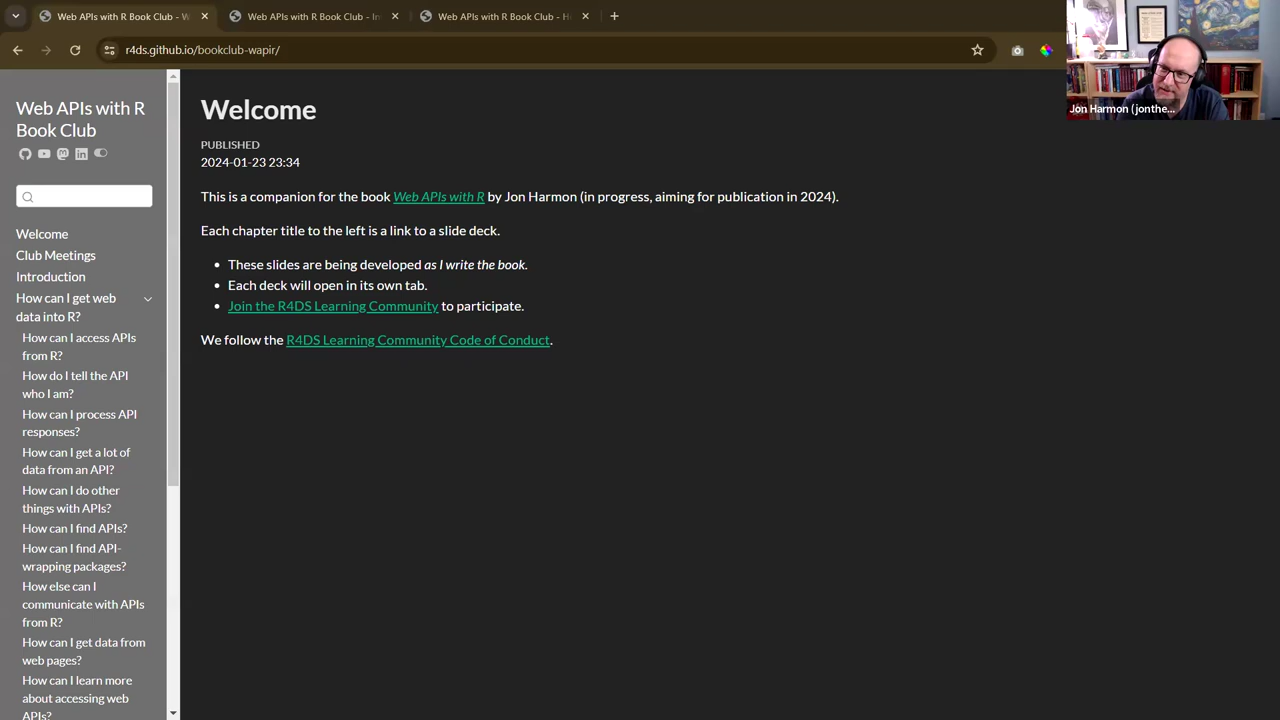 Web APIs with R Book Club - W
Web APIs with R Book Club - In
Web APIs with R Book Club - H
r4ds.github.io/bookclub-wapir/
Jon Harmon (jonthe...
Web APIs with R
Book Club
Welcome
Club Meetings
Introduction
How can I get web
data into R?
How can I access APIs
from R?
How do I tell the API
who I am?
How can I process API
responses?
How can I get a lot of
data from an API?
How can I do other
things with APIs?
How can I find APIs?
How can I find API-
wrapping packages?
How else can I
communicate with APIs
from R?
How can I get data from
web pages?
How can I learn more
about accessing web
APIs?
Welcome
PUBLISHED
2024-01-23 23:34
This is a companion for the book Web APIs with R by Jon Harmon (in progress, aiming for publication in 2024).
Each chapter title to the left is a link to a slide deck.
• These slides are being developed as I write the book.
• Each deck will open in its own tab.
• Join the R4DS Learning Community to participate.
We follow the R4DS Learning Community Code of Conduct.